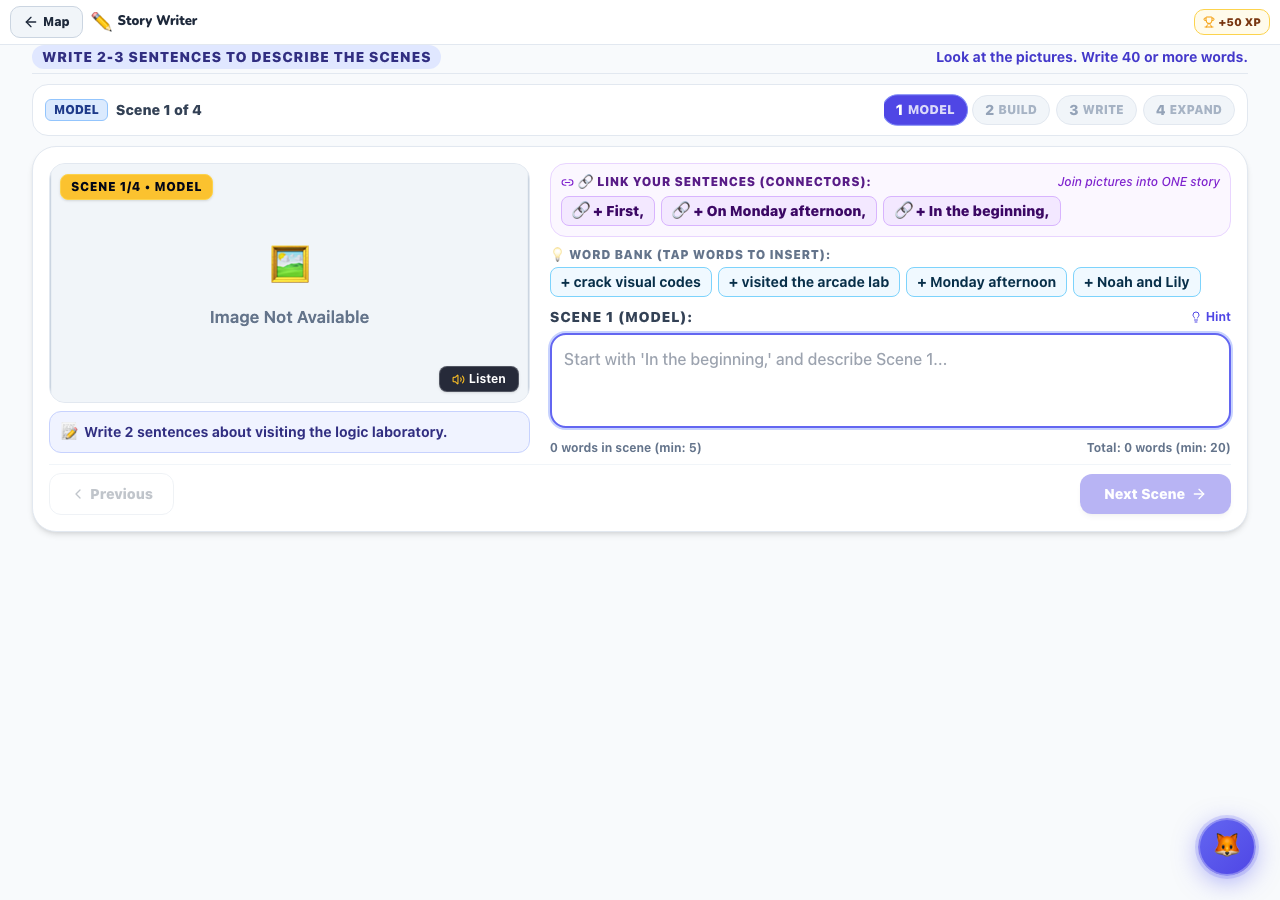 ← Map ✏️ Story Writer
🏆 +50 XP
WRITE 2-3 SENTENCES TO DESCRIBE THE SCENES
Look at the pictures. Write 40 or more words.
MODEL Scene 1 of 4
1 MODEL
2 BUILD
3 WRITE
4 EXPAND
SCENE 1/4 • MODEL
Image Not Available
Listen
📝 Write 2 sentences about visiting the logic laboratory.
🔗 LINK YOUR SENTENCES (CONNECTORS):
Join pictures into ONE story
🔗 + First,
🔗 + On Monday afternoon,
🔗 + In the beginning,
💡 WORD BANK (TAP WORDS TO INSERT):
+ crack visual codes
+ visited the arcade lab
+ Monday afternoon
+ Noah and Lily
SCENE 1 (MODEL):
Hint
Start with 'In the beginning,' and describe Scene 1...
0 words in scene (min: 5)
Total: 0 words (min: 20)
Previous
Next Scene →